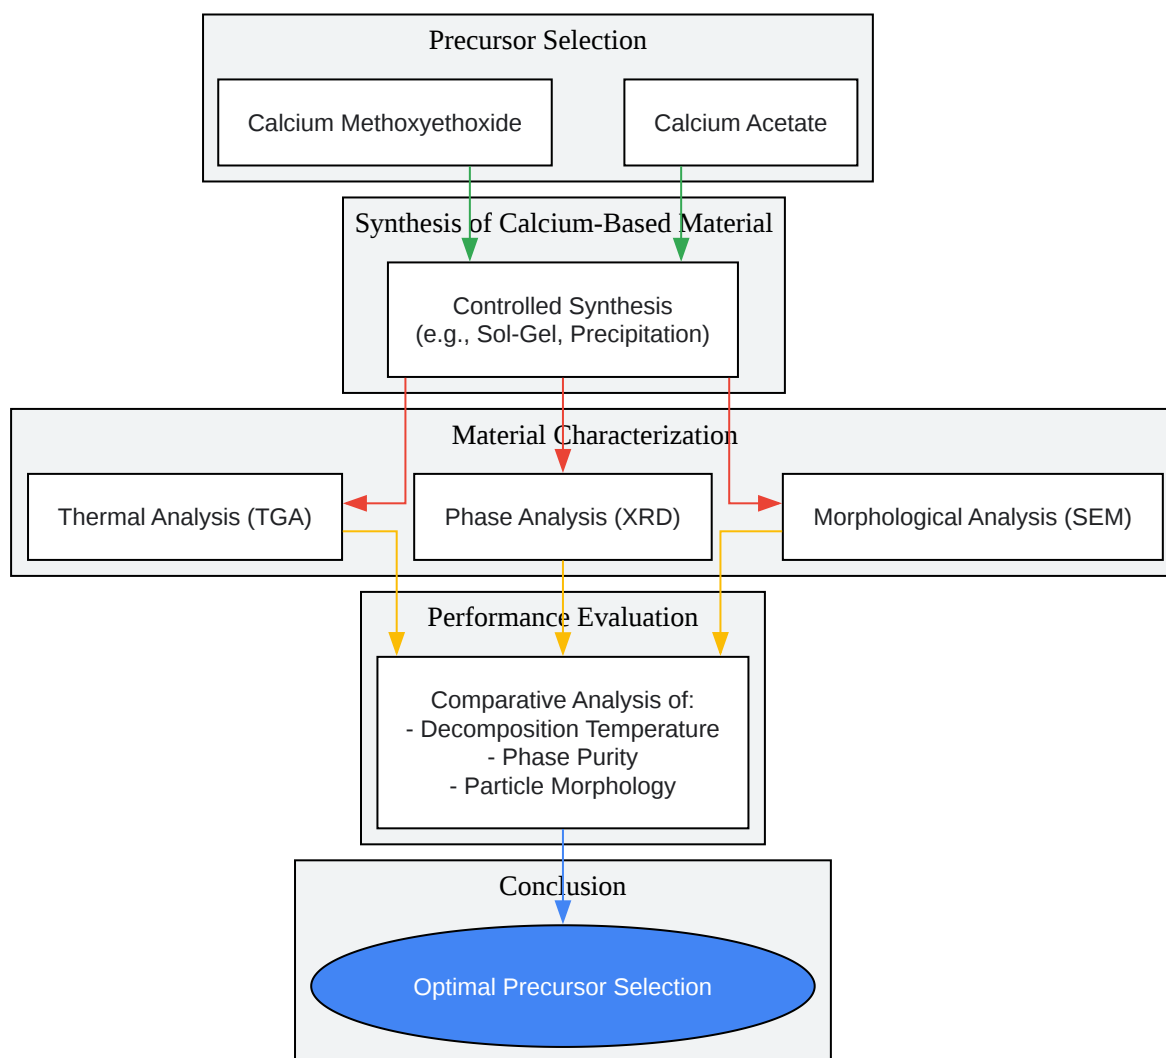 Precursor Selection
Calcium Methoxyethoxide
Calcium Acetate
Synthesis of Calcium-Based Material
Controlled Synthesis
(e.g., Sol-Gel, Precipitation)
Material Characterization
Thermal Analysis (TGA)
Phase Analysis (XRD)
Morphological Analysis (SEM)
Performance Evaluation
Comparative Analysis of:
- Decomposition Temperature
- Phase Purity
- Particle Morphology
Conclusion
Optimal Precursor Selection